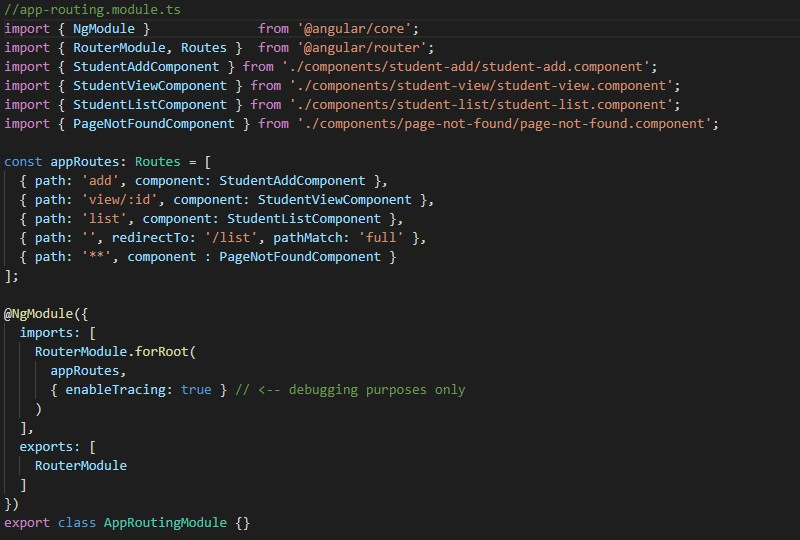 //app-routing.module.ts
import { NgModule }              from '@angular/core';
import { RouterModule, Routes }  from '@angular/router';
import { StudentAddComponent } from './components/student-add/student-add.component';
import { StudentViewComponent } from './components/student-view/student-view.component';
import { StudentListComponent } from './components/student-list/student-list.component';
import { PageNotFoundComponent } from './components/page-not-found/page-not-found.component';

const appRoutes: Routes = [
  { path: 'add', component: StudentAddComponent },
  { path: 'view/:id', component: StudentViewComponent },
  { path: 'list', component: StudentListComponent },
  { path: '', redirectTo: '/list', pathMatch: 'full' },
  { path: '**', component : PageNotFoundComponent }
];

@NgModule({
  imports: [
    RouterModule.forRoot(
      appRoutes,
      { enableTracing: true } // <-- debugging purposes only
    )
  ],
  exports: [
    RouterModule
  ]
})
export class AppRoutingModule {}